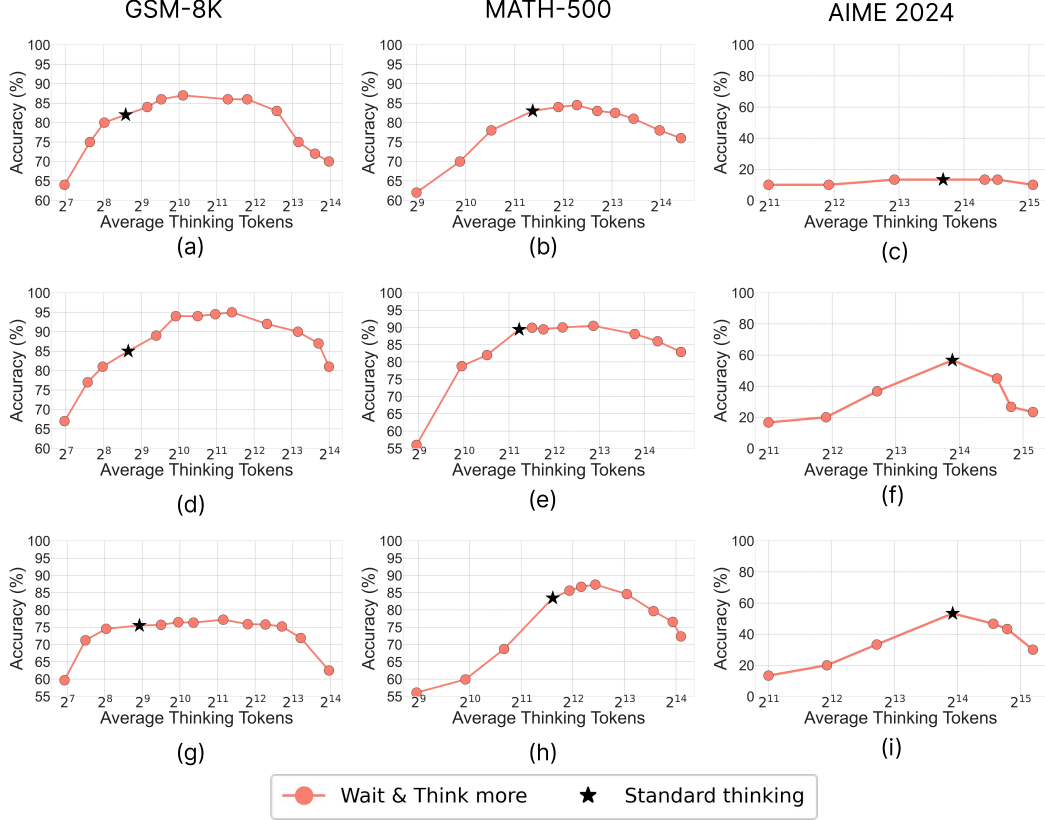 GSM-8K
MATH-500
AIME 2024
Accuracy (%)
100
95
90
85
80
75
70
65
60
2^7 2^8 2^9 2^10 2^11 2^12 2^13 2^14
Average Thinking Tokens
(a)
Accuracy (%)
100
95
90
85
80
75
70
65
60
2^9 2^10 2^11 2^12 2^13 2^14
Average Thinking Tokens
(b)
Accuracy (%)
100
80
60
40
20
0
2^11 2^12 2^13 2^14 2^15
Average Thinking Tokens
(c)
Accuracy (%)
100
95
90
85
80
75
70
65
60
2^7 2^8 2^9 2^10 2^11 2^12 2^13 2^14
Average Thinking Tokens
(d)
Accuracy (%)
100
95
90
85
80
75
70
65
60
55
2^9 2^10 2^11 2^12 2^13 2^14
Average Thinking Tokens
(e)
Accuracy (%)
100
80
60
40
20
0
2^11 2^12 2^13 2^14 2^15
Average Thinking Tokens
(f)
Accuracy (%)
100
95
90
85
80
75
70
65
60
55
2^7 2^8 2^9 2^10 2^11 2^12 2^13 2^14
Average Thinking Tokens
(g)
Accuracy (%)
100
95
90
85
80
75
70
65
60
55
2^9 2^10 2^11 2^12 2^13 2^14
Average Thinking Tokens
(h)
Accuracy (%)
100
80
60
40
20
0
2^11 2^12 2^13 2^14 2^15
Average Thinking Tokens
(i)
Wait & Think more
Standard thinking